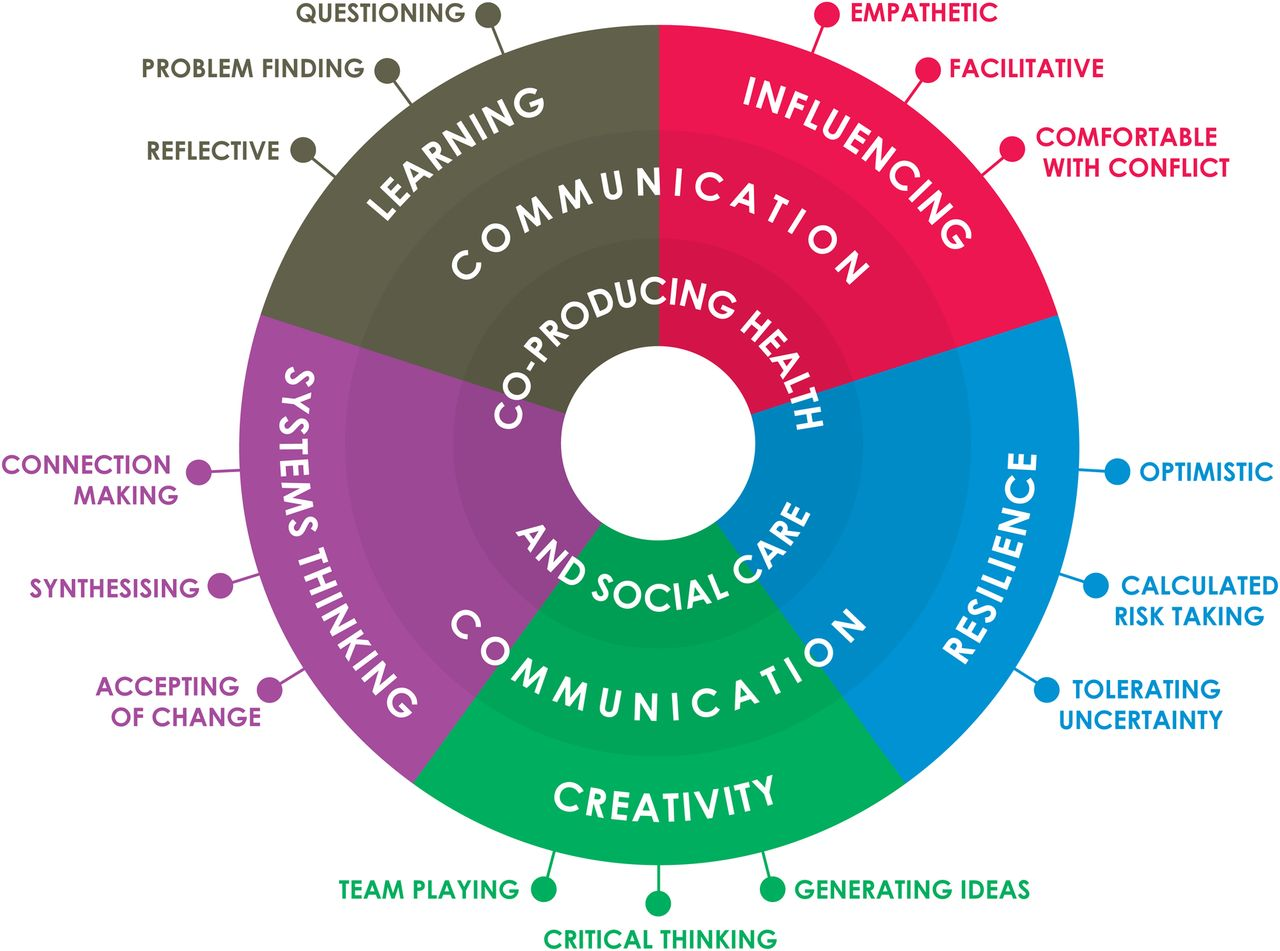 QUESTIONING
PROBLEM FINDING
REFLECTIVE
LEARNING
EMPATHETIC
FACILITATIVE
COMFORTABLE
WITH CONFLICT
INFLUENCING
COMMUNICATION
CO-PRODUCING HEALTH
AND SOCIAL CARE
COMMUNICATION
SYSTEMS THINKING
CONNECTION
MAKING
SYNTHESISING
ACCEPTING
OF CHANGE
RESILIENCE
OPTIMISTIC
CALCULATED
RISK TAKING
TOLERATING
UNCERTAINTY
CREATIVITY
TEAM PLAYING
CRITICAL THINKING
GENERATING IDEAS